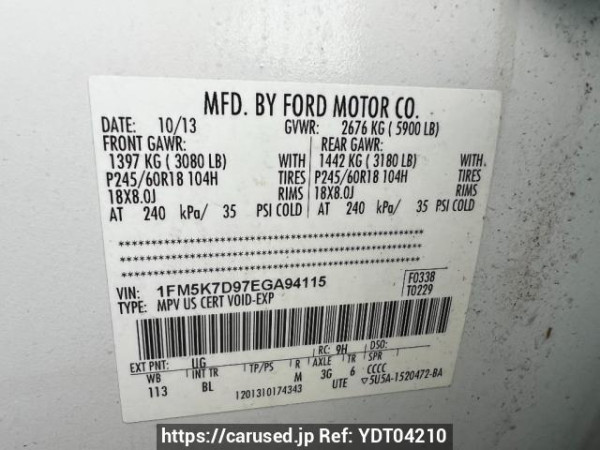 MFD. BY FORD MOTOR CO.
DATE: 10/13 GVWR: 2676 KG ( 5900 LB)
FRONT GAWR: REAR GAWR:
1397 KG ( 3080 LB) WITH 1442 KG ( 3180 LB) WITH
P245/60R18 104H TIRES P245/60R18 104H TIRES
18X8.0J RIMS 18X8.0J RIMS
AT 240 kPa/ 35 PSI COLD AT 240 kPa/ 35 PSI COLD
VIN: 1FM5K7D97EGA94115 F0338
TYPE: MPV US CERT VOID-EXP T0229
EXT PNT: UG RC: 9H DSO:
WB INT TR TP/PS R AXLE TR SPR
113 BL M 3G 6 CCCC
1201310174343 UTE ▽5U5A-1520472-BA
https://carused.jp Ref: YDT04210